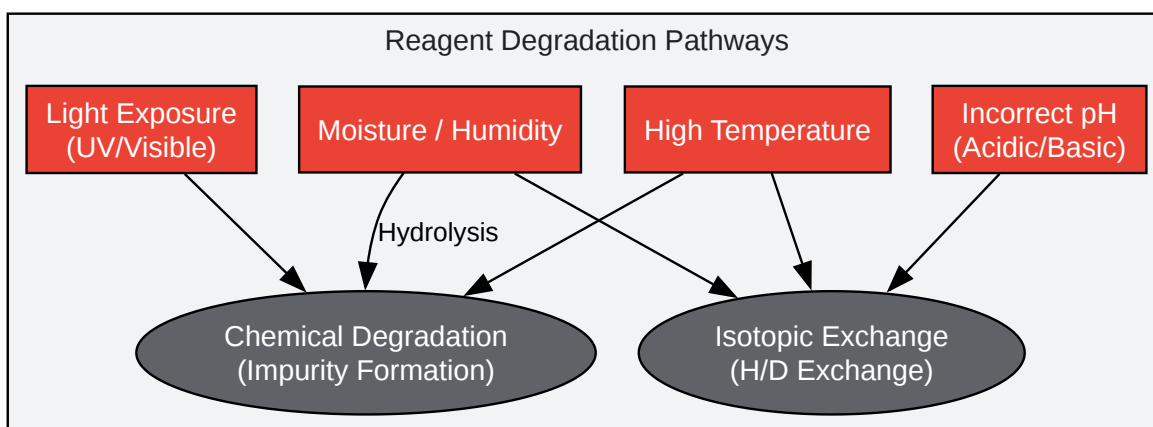 Reagent Degradation Pathways
Light Exposure
(UV/Visible)
Moisture / Humidity
High Temperature
Incorrect pH
(Acidic/Basic)
Hydrolysis
Chemical Degradation
(Impurity Formation)
Isotopic Exchange
(H/D Exchange)